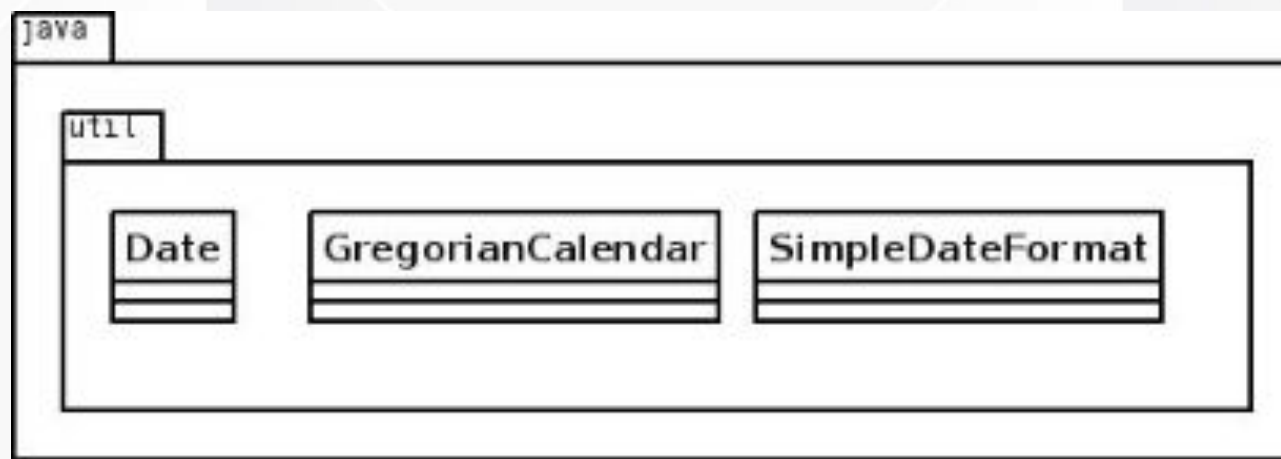 java
util
Date
GregorianCalendar
SimpleDateFormat